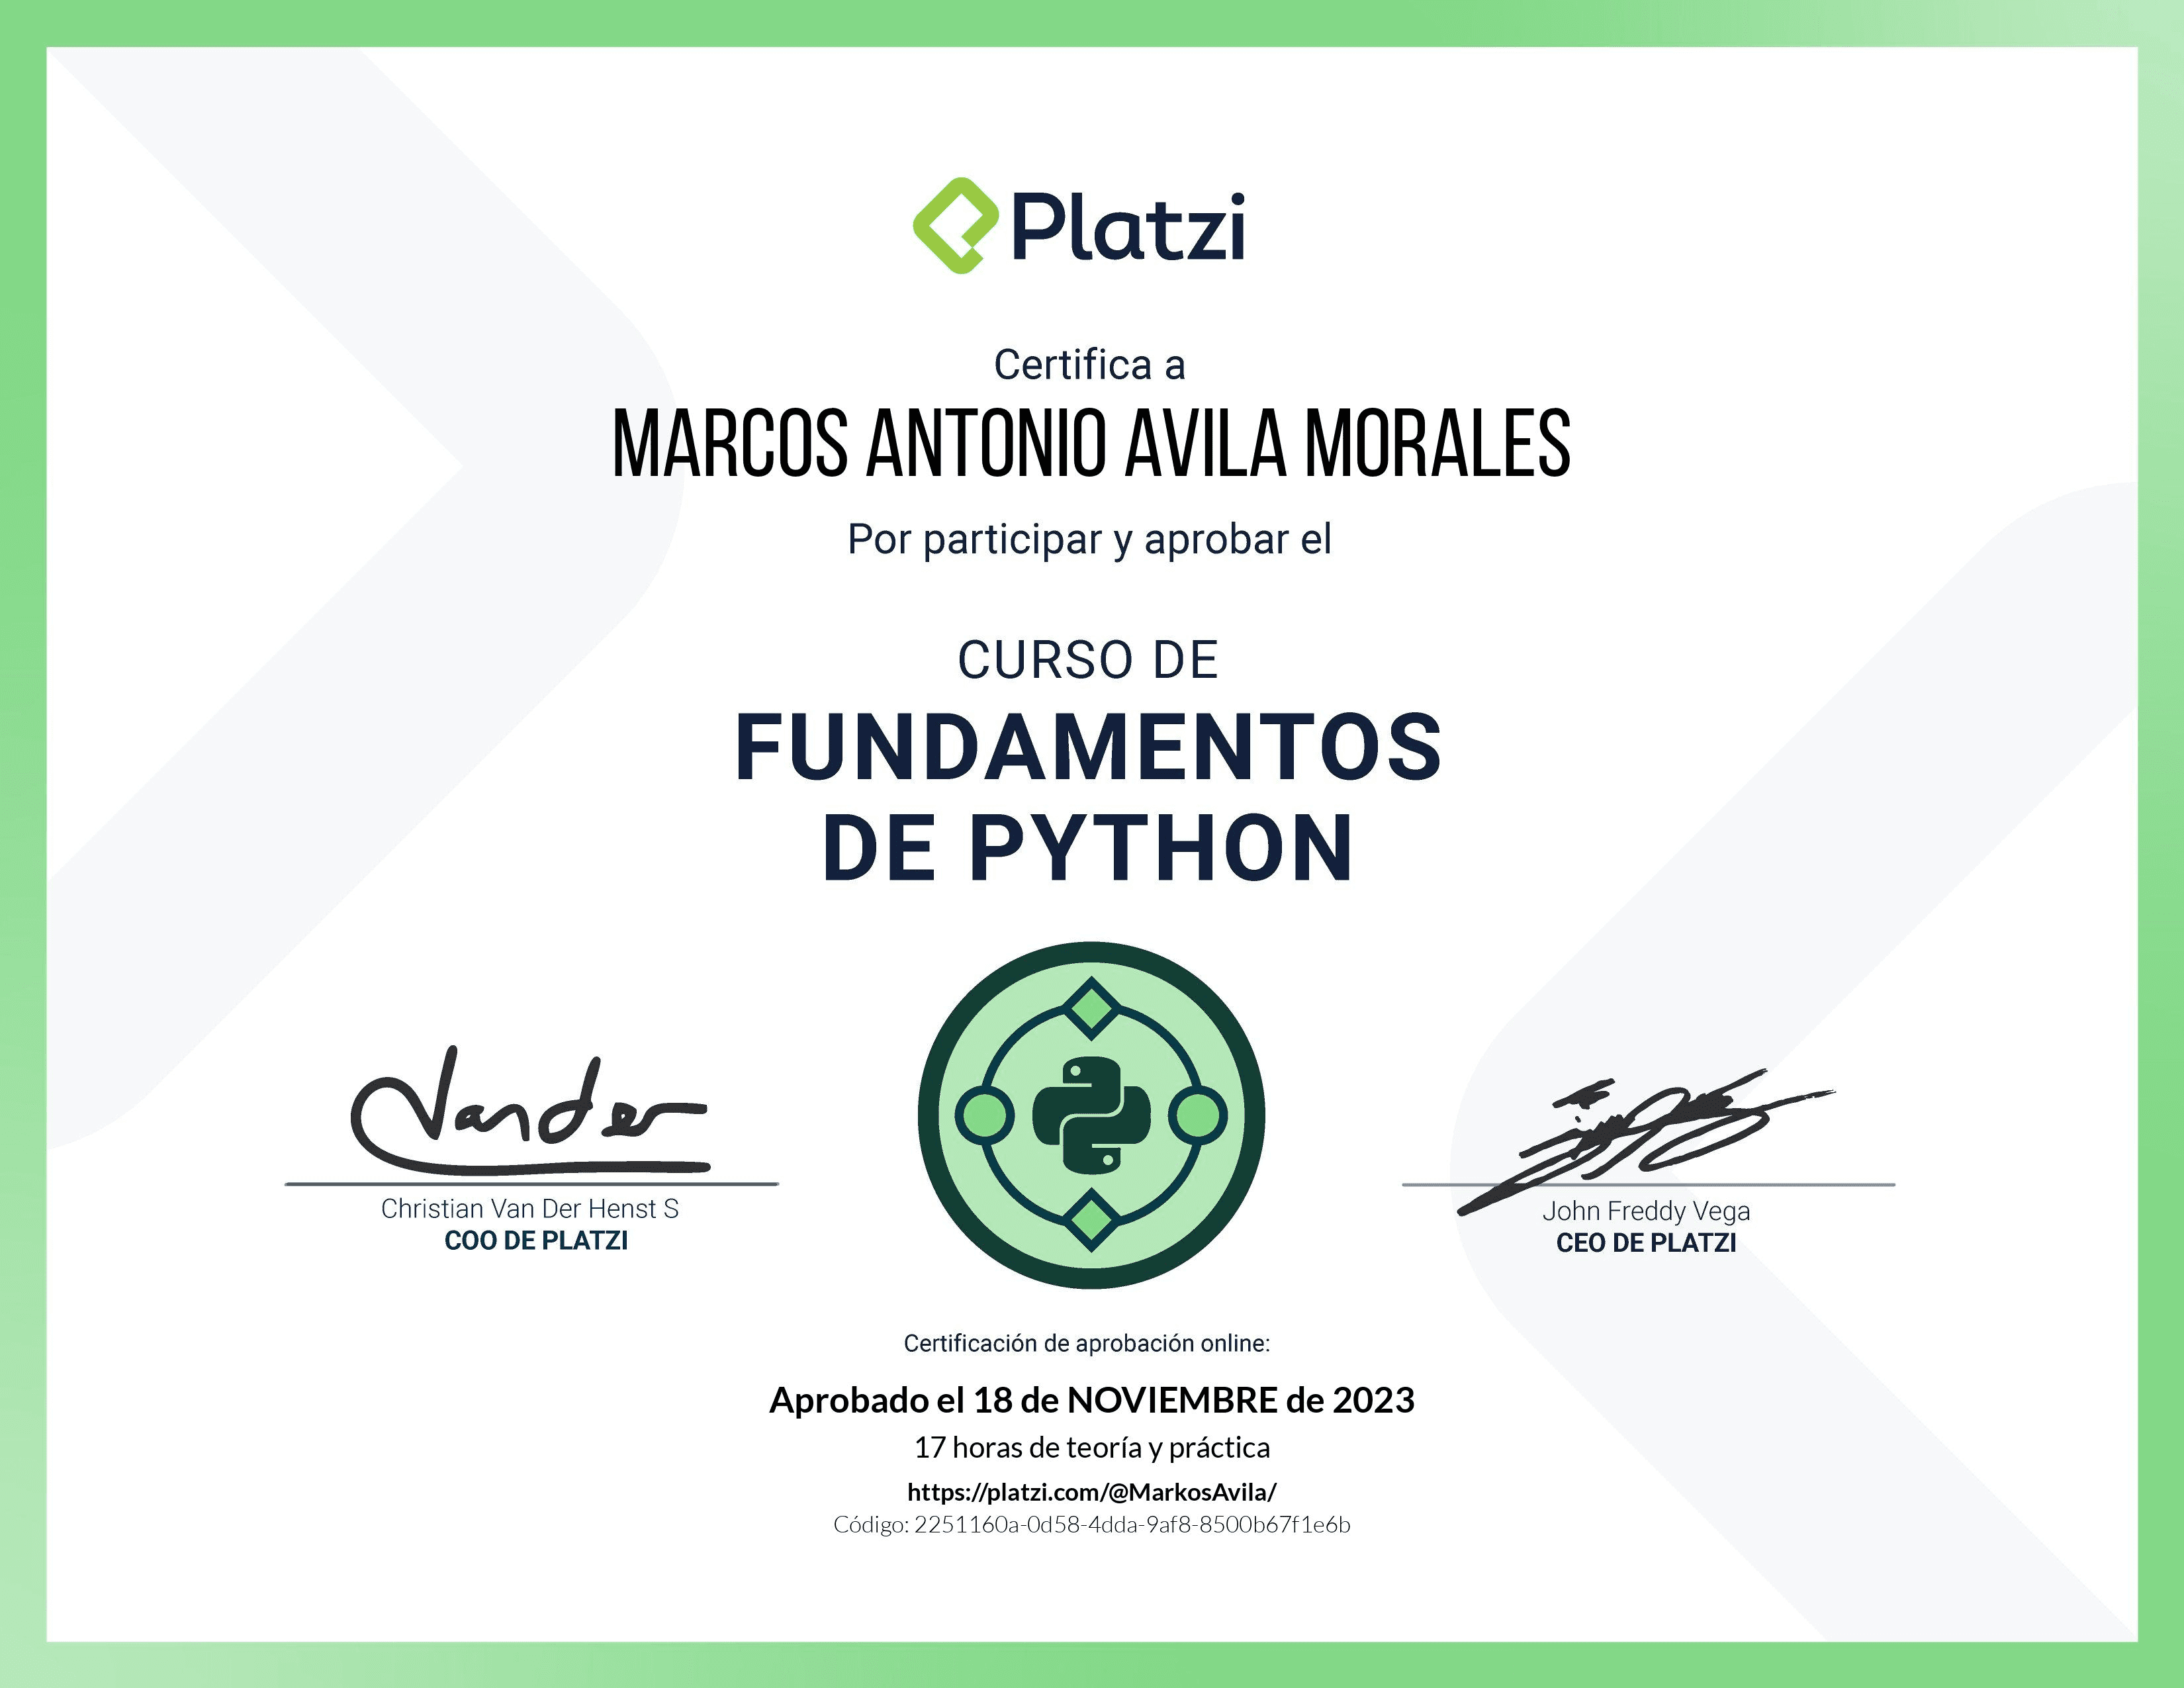 Platzi
Certifica a
MARCOS ANTONIO AVILA MORALES
Por participar y aprobar el
CURSO DE
FUNDAMENTOS
DE PYTHON
Vander
Christian Van Der Henst S
COO DE PLATZI
John Freddy Vega
CEO DE PLATZI
Certificación de aprobación online:
Aprobado el 18 de NOVIEMBRE de 2023
17 horas de teoría y práctica
https://platzi.com/@MarkosAvila/
Código: 2251160a-0d58-4dda-9af8-8500b67f1e6b